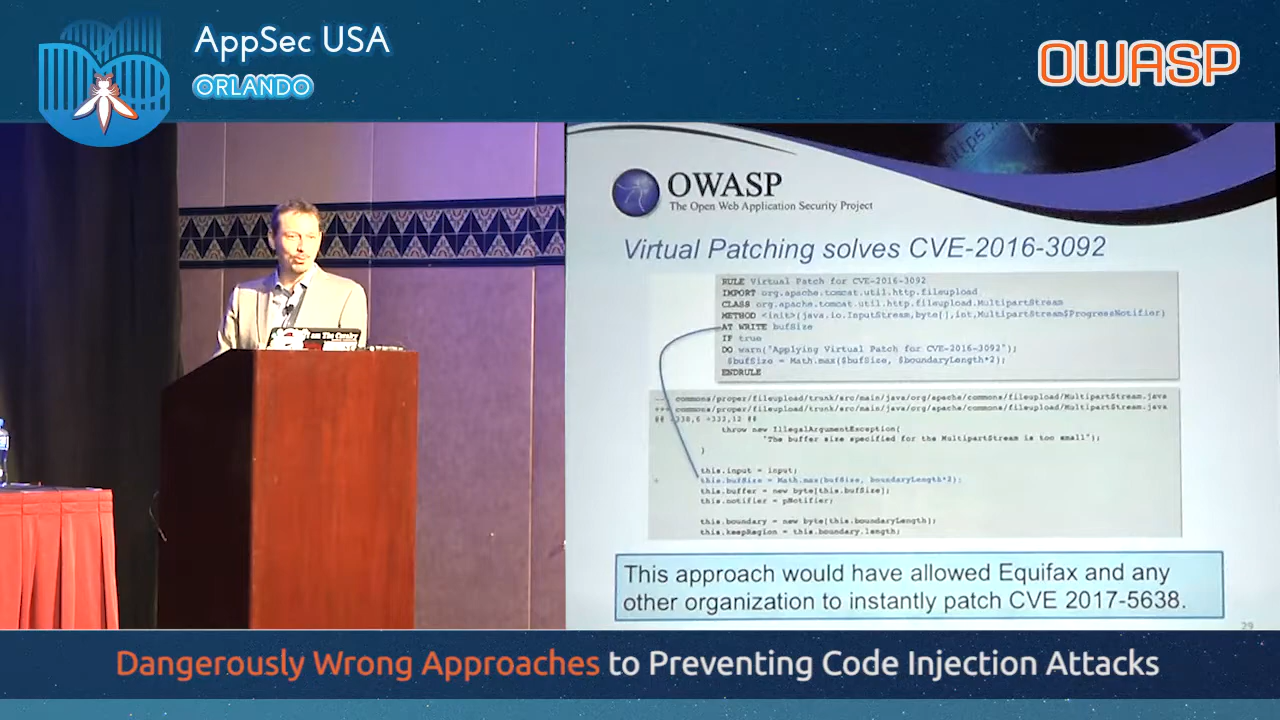 AppSec USA
ORLANDO
OWASP
https:
OWASP
The Open Web Application Security Project
Virtual Patching solves CVE-2016-3092
RULE Virtual Patch for CVE-2016-3092
IMPORT org.apache.tomcat.util.http.fileupload
CLASS org.apache.tomcat.util.http.fileupload.MultipartStream
METHOD <init>(java.io.InputStream,byte[],int,MultipartStream$ProgressNotifier)
AT WRITE bufSize
IF true
DO warn("Applying Virtual Patch for CVE-2016-3092");
$bufSize = Math.max($bufSize, $boundaryLength*2);
ENDRULE
--- commons/proper/fileupload/trunk/src/main/java/org/apache/commons/fileupload/MultipartStream.java
+++ commons/proper/fileupload/trunk/src/main/java/org/apache/commons/fileupload/MultipartStream.java
@@ -338,6 +333,12 @@
throw new IllegalArgumentException(
"The buffer size specified for the MultipartStream is too small");
}
this.input = input;
+ this.bufSize = Math.max(bufSize, boundaryLength*2);
this.buffer = new byte[this.bufSize];
this.notifier = pNotifier;
this.boundary = new byte[this.boundaryLength];
this.keepRegion = this.boundary.length;
This approach would have allowed Equifax and any
other organization to instantly patch CVE 2017-5638.
29
Dangerously Wrong Approaches to Preventing Code Injection Attacks